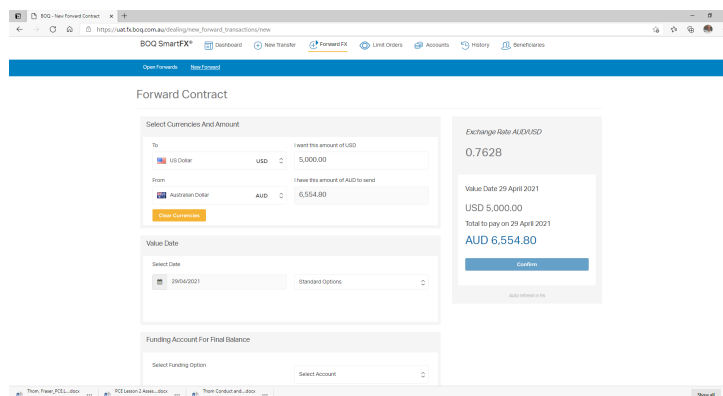 BOQ - New Forward Contract
https://uat.fx.boq.com.au/dealing/new_forward_transactions/new
BOQ SmartFX® Dashboard New Transfer Forward FX Limit Orders Accounts History Beneficiaries
Open Forwards New Forward
Forward Contract
Select Currencies And Amount
To I want this amount of USD
US Dollar USD 5,000.00
From I have this amount of AUD to send
Australian Dollar AUD 6,554.80
Clear Currencies
Value Date
Select Date
29/04/2021 Standard Options
Funding Account For Final Balance
Select Funding Option
Select Account
Exchange Rate AUD/USD
0.7628
Value Date 29 April 2021
USD 5,000.00
Total to pay on 29 April 2021
AUD 6,554.80
Confirm
Thom, Fraser_PCE L....docx PCE Lesson 2 Asses....docx Thom Conduct and....docx Show all